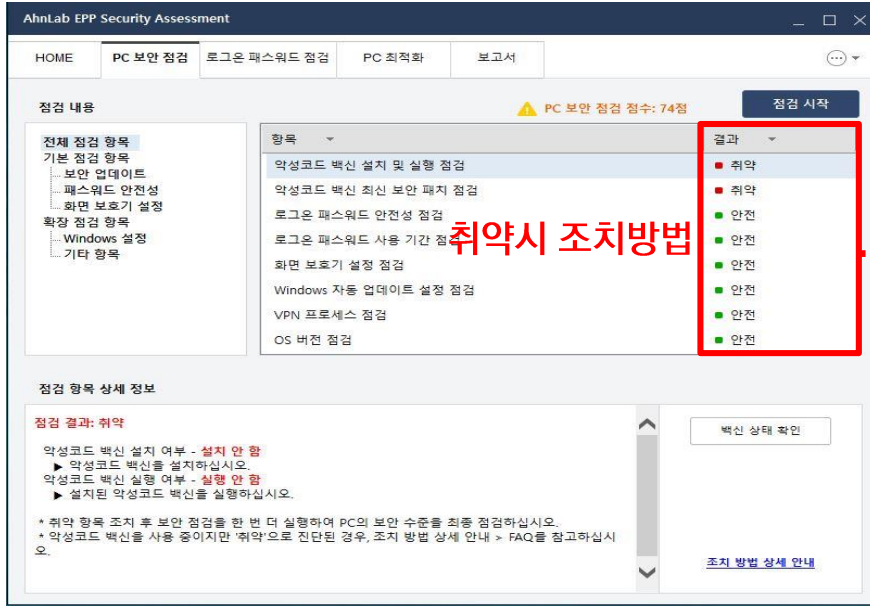 AhnLab EPP Security Assessment
HOME
PC 보안 점검
로그온 패스워드 점검
PC 최적화
보고서
점검 내용
PC 보안 점검 점수: 74점
점검 시작
전체 점검 항목
기본 점검 항목
보안 업데이트
패스워드 안전성
화면 보호기 설정
확장 점검 항목
Windows 설정
기타 항목
항목
결과
악성코드 백신 설치 및 실행 점검
취약
악성코드 백신 최신 보안 패치 점검
취약
로그온 패스워드 안전성 점검
안전
로그온 패스워드 사용 기간 점검
안전
취약시 조치방법
화면 보호기 설정 점검
안전
Windows 자동 업데이트 설정 점검
안전
VPN 프로세스 점검
안전
OS 버전 점검
안전
점검 항목 상세 정보
점검 결과: 취약
악성코드 백신 설치 여부 - 설치 안 함
▶ 악성코드 백신을 설치하십시오.
악성코드 백신 실행 여부 - 실행 안 함
▶ 설치된 악성코드 백신을 실행하십시오.
* 취약 항목 조치 후 보안 점검을 한 번 더 실행하여 PC의 보안 수준을 최종 점검하십시오.
* 악성코드 백신을 사용 중이지만 '취약'으로 진단된 경우, 조치 방법 상세 안내 > FAQ를 참고하십시
오.
백신 상태 확인
조치 방법 상세 안내